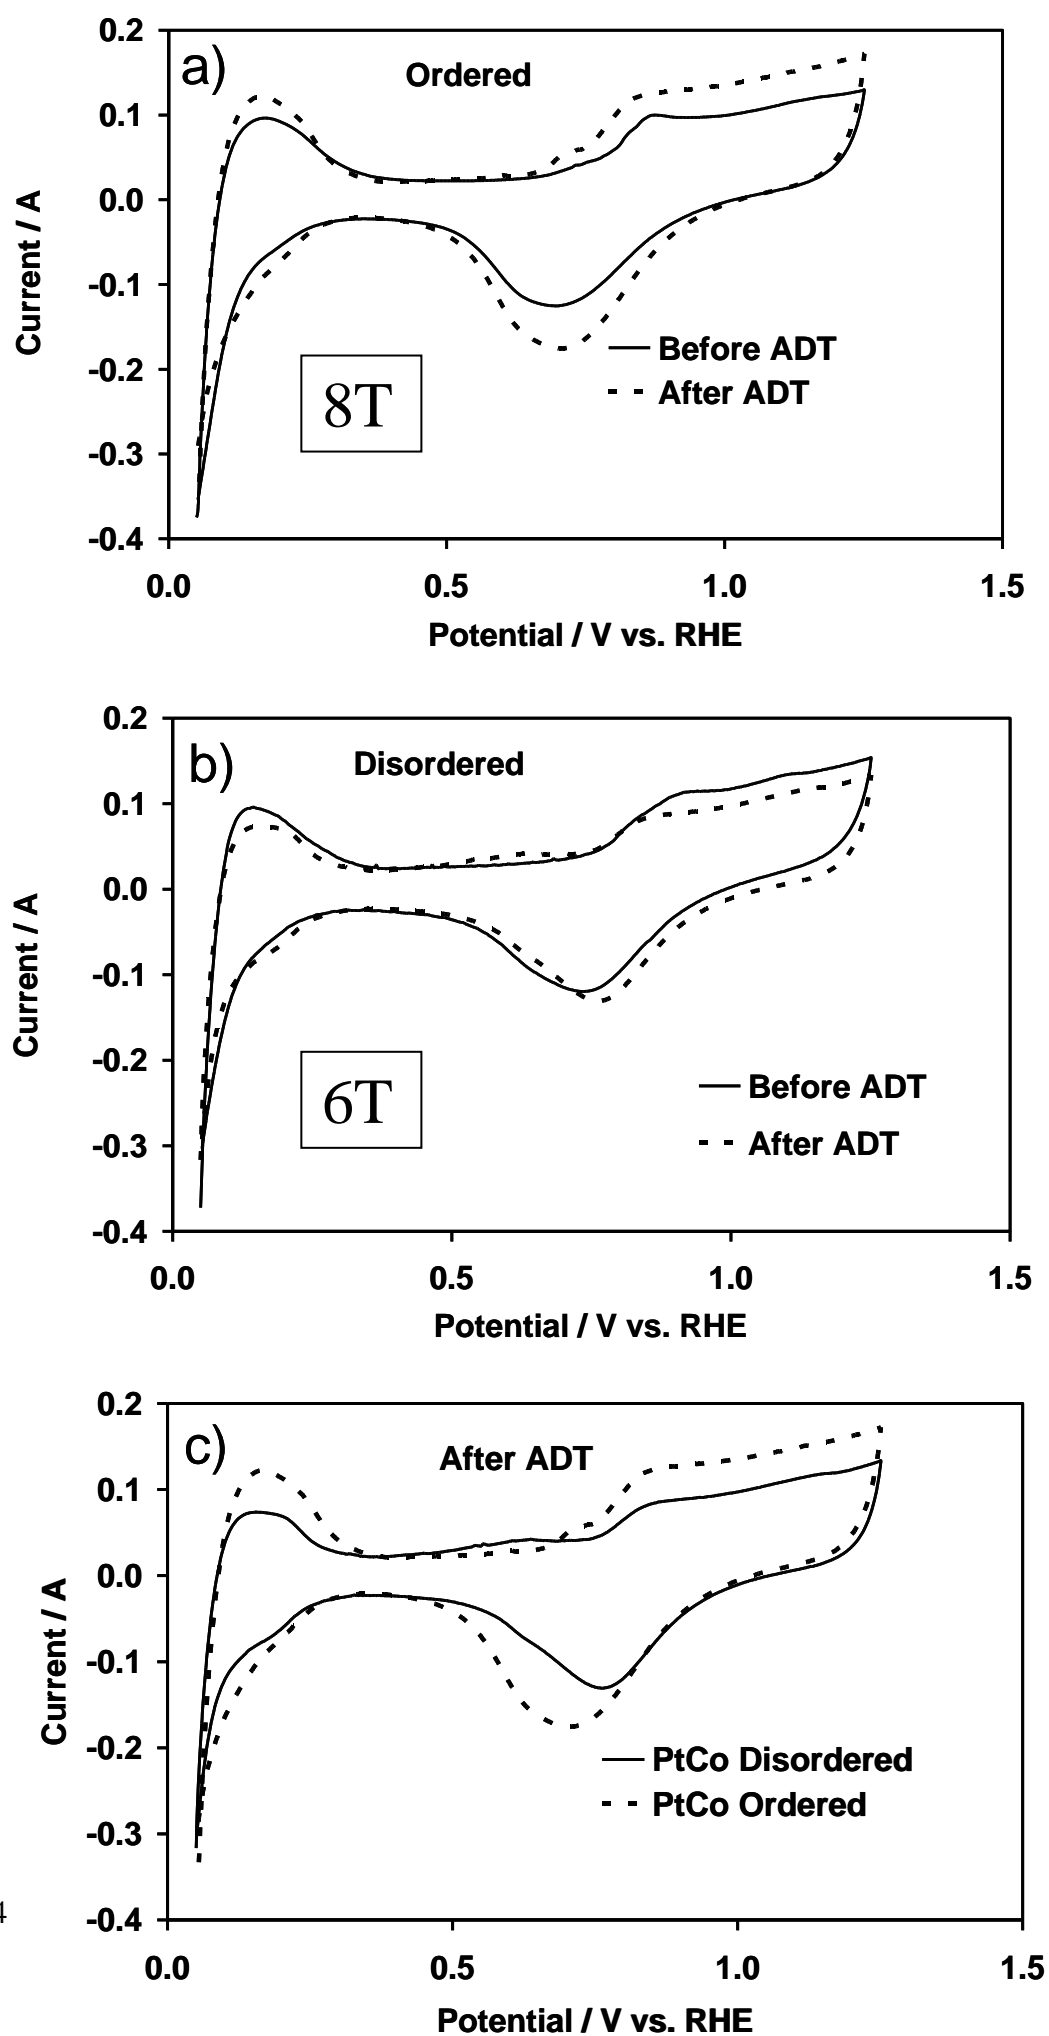 0.2
a)
Ordered
0.1
0.0
-0.1
-0.2
-0.3
-0.4
Current / A
Before ADT
After ADT
8T
0.0 0.5 1.0 1.5
Potential / V vs. RHE
0.2
b)
Disordered
0.1
0.0
-0.1
-0.2
-0.3
-0.4
Current / A
Before ADT
After ADT
6T
0.0 0.5 1.0 1.5
Potential / V vs. RHE
0.2
c)
After ADT
0.1
0.0
-0.1
-0.2
-0.3
-0.4
Current / A
PtCo Disordered
PtCo Ordered
4
0.0 0.5 1.0 1.5
Potential / V vs. RHE